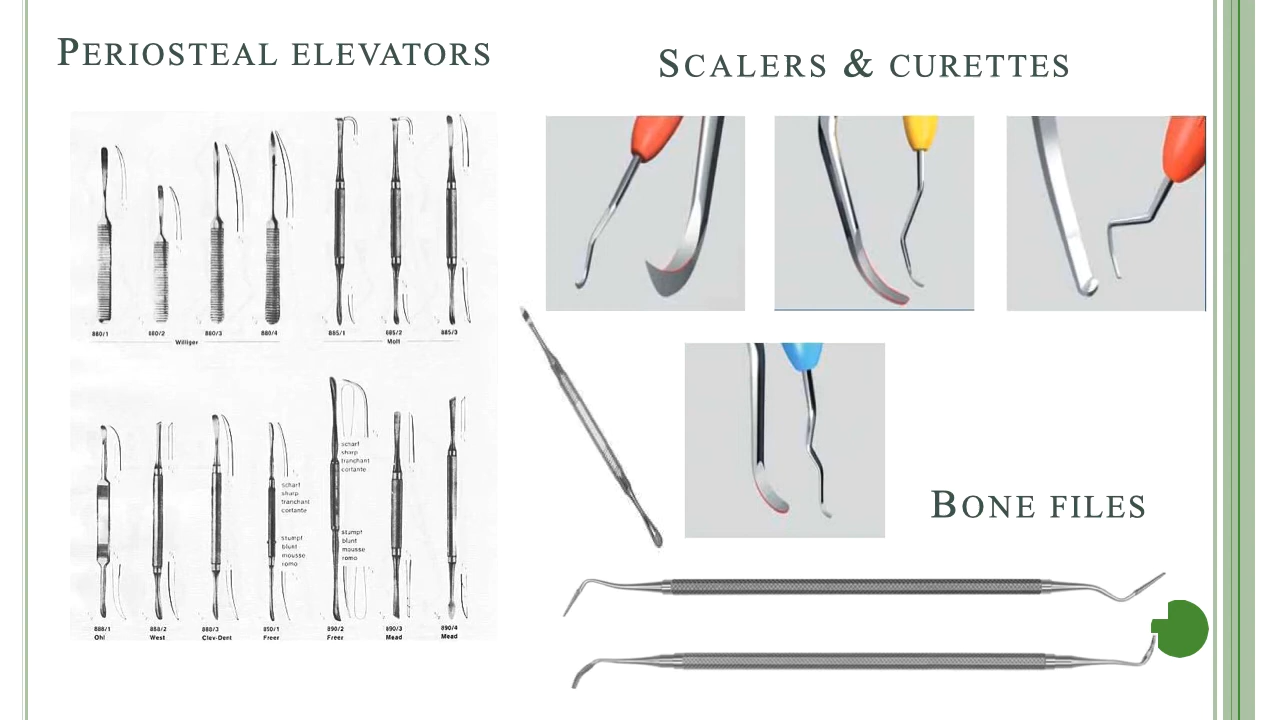 PERIOSTEAL ELEVATORS
SCALERS & CURETTES
880/1 880/2 880/3 880/4 885/1 885/2 885/3
Williger Molt
scharf
sharp
tranchant
cortante
scharf
sharp
tranchant
cortante
stumpf
blunt
mousse
romo
stumpf
blunt
mousse
romo
888/1 888/2 888/3 890/1 890/2 890/3 890/4
Ohl West Clev-Dent Freer Freer Mead Mead
BONE FILES